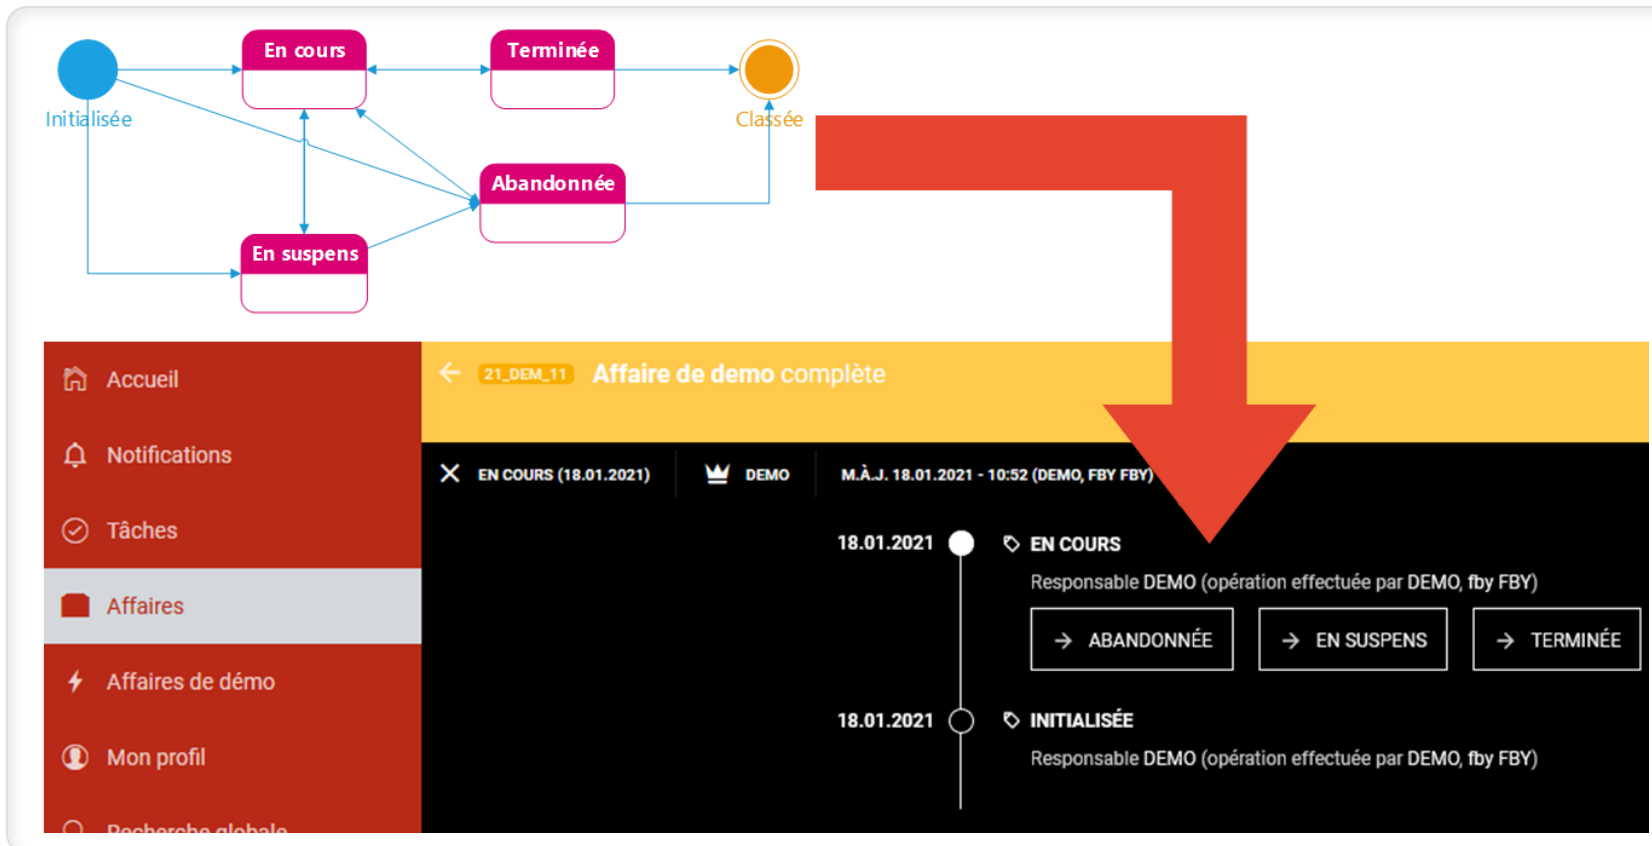 En cours
Terminée
Initialisée
Classée
Abandonnée
En suspens
Accueil
Notifications
Tâches
Affaires
Affaires de démo
Mon profil
Recherche globale
21_DEM_11 Affaire de demo complète
EN COURS (18.01.2021) DEMO M.À.J. 18.01.2021 - 10:52 (DEMO, FBY FBY)
18.01.2021 EN COURS
Responsable DEMO (opération effectuée par DEMO, fby FBY)
→ ABANDONNÉE → EN SUSPENS → TERMINÉE
18.01.2021 INITIALISÉE
Responsable DEMO (opération effectuée par DEMO, fby FBY)